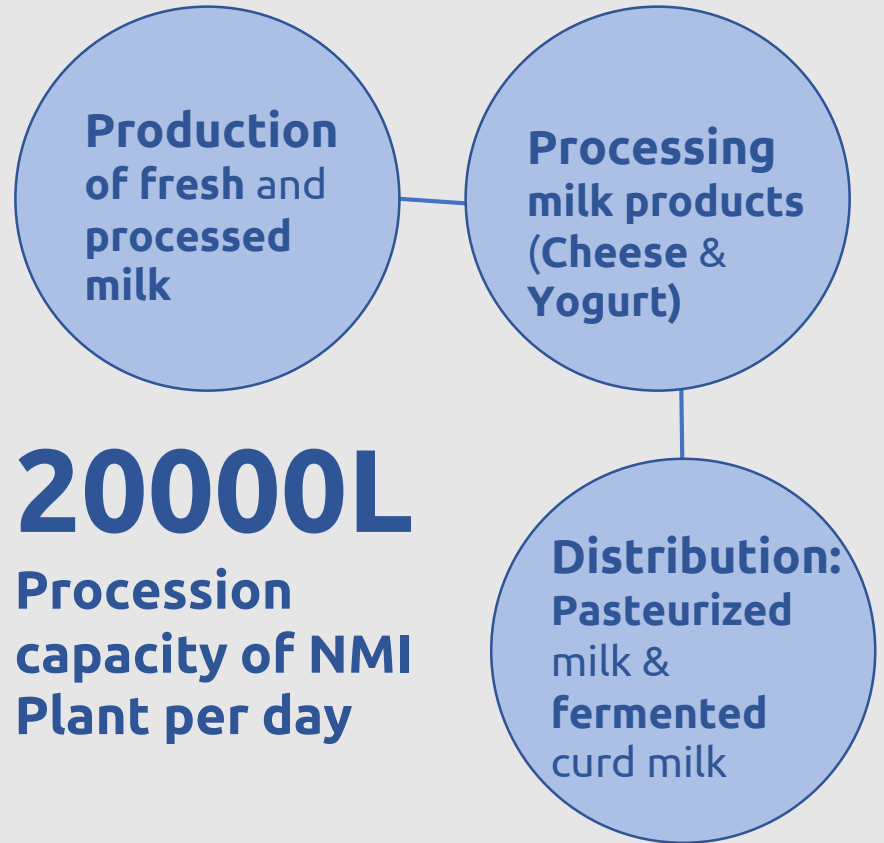 Production
of fresh and
processed
milk
Processing
milk products
(Cheese &
Yogurt)
20000L
Procession
capacity of NMI
Plant per day
Distribution:
Pasteurized
milk &
fermented
curd milk